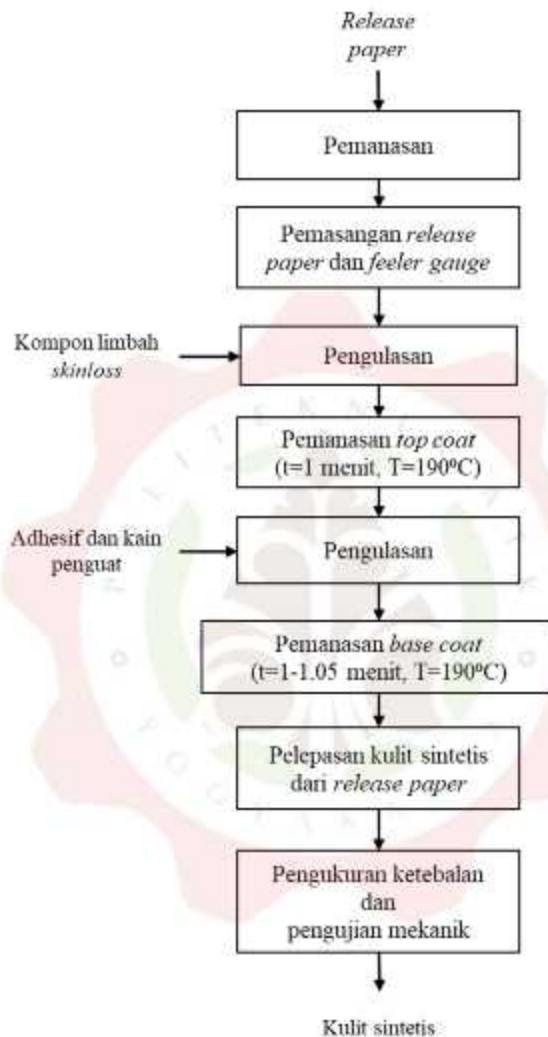 Release
paper
Pemanasan
Pemasangan release
paper dan feeler gauge
Kompon limbah
skinloss
Pengulasan
Pemanasan top coat
(t=1 menit, T=190⁰C)
Adhesif dan kain
penguat
Pengulasan
Pemanasan base coat
(t=1-1.05 menit, T=190⁰C)
Pelepasan kulit sintetis
dari release paper
Pengukuran ketebalan
dan
pengujian mekanik
Kulit sintetis